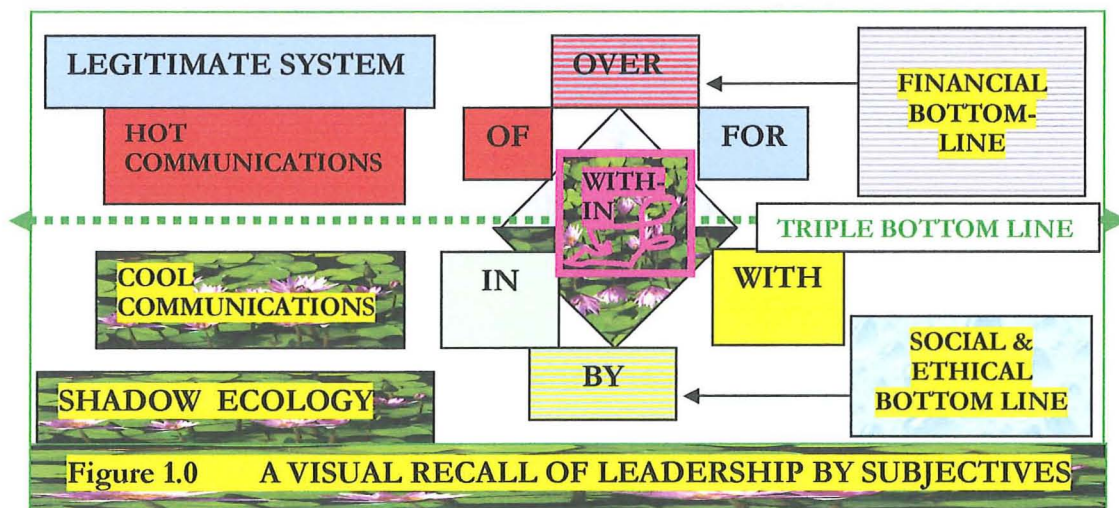 LEGITIMATE SYSTEM
HOT
COMMUNICATIONS
OVER
OF
FOR
WITH-
IN
FINANCIAL
BOTTOM-
LINE
TRIPLE BOTTOM LINE
COOL
COMMUNICATIONS
IN
WITH
SHADOW ECOLOGY
BY
SOCIAL &
ETHICAL
BOTTOM LINE
Figure 1.0 A VISUAL RECALL OF LEADERSHIP BY SUBJECTIVES